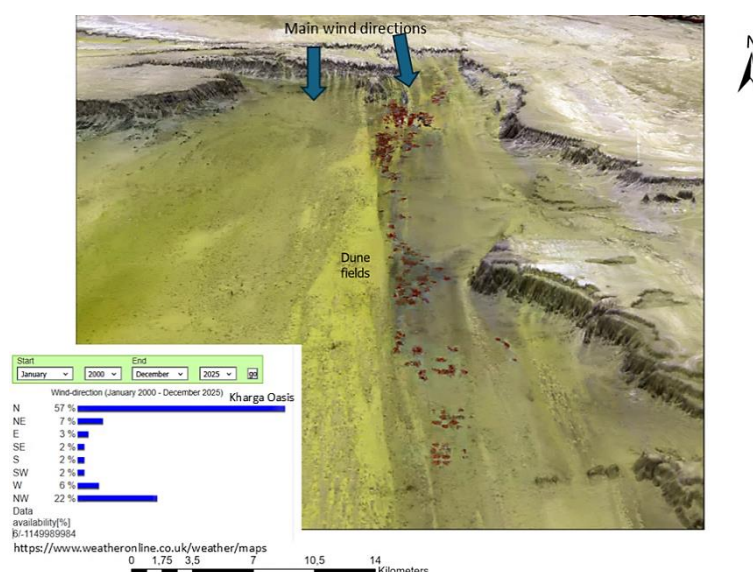 Main wind directions
N
Dune
fields
Start
End
January
2000
December
2025
go
Wind-direction (January 2000 - December 2025)
Kharga Oasis
N 57 %
NE 7 %
E 3 %
SE 2 %
S 2 %
SW 2 %
W 6 %
NW 22 %
Data
availability[%]
6/-1149989984
https://www.weatheronline.co.uk/weather/maps
0 1,75 3,5 7 10,5 14
Kilometers